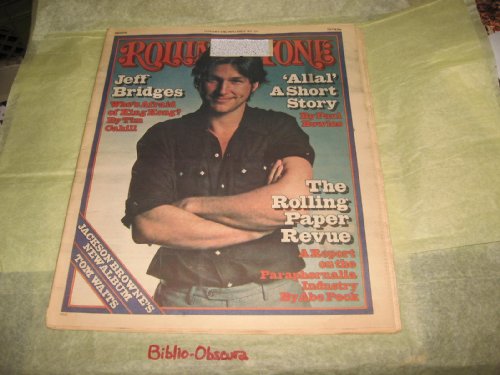 ROLLING STONE
Jeff
Bridges
Who's Afraid
of King Kong?
By Tim
Cahill
'Allal'
A Short
Story
By Paul
Bowles
The
Rolling
Paper
Revue
A Report
on the
Paraphernalia
Industry
By Abe Peck
JACKSON BROWNE'S
NEW ALBUM
TOM WAITS
Biblio-Obscura